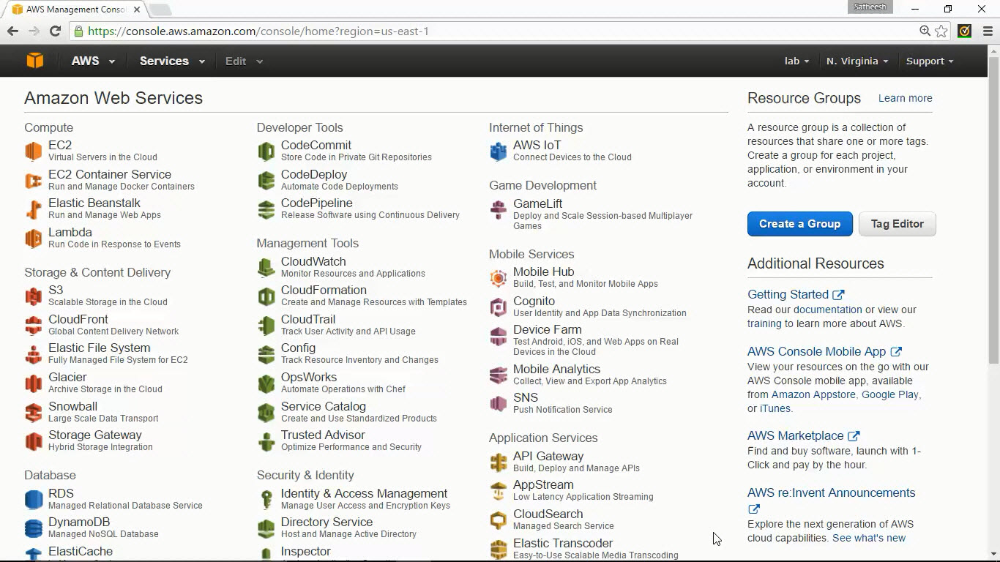 AWS Management Conso
Satheesh
https://console.aws.amazon.com/console/home?region=us-east-1
AWS
Services
Edit
lab
N. Virginia
Support
Amazon Web Services
Compute
EC2
Virtual Servers in the Cloud
EC2 Container Service
Run and Manage Docker Containers
Elastic Beanstalk
Run and Manage Web Apps
Lambda
Run Code in Response to Events
Storage & Content Delivery
S3
Scalable Storage in the Cloud
CloudFront
Global Content Delivery Network
Elastic File System
Fully Managed File System for EC2
Glacier
Archive Storage in the Cloud
Snowball
Large Scale Data Transport
Storage Gateway
Hybrid Storage Integration
Database
RDS
Managed Relational Database Service
DynamoDB
Managed NoSQL Database
ElastiCache
Developer Tools
CodeCommit
Store Code in Private Git Repositories
CodeDeploy
Automate Code Deployments
CodePipeline
Release Software using Continuous Delivery
Management Tools
CloudWatch
Monitor Resources and Applications
CloudFormation
Create and Manage Resources with Templates
CloudTrail
Track User Activity and API Usage
Config
Track Resource Inventory and Changes
OpsWorks
Automate Operations with Chef
Service Catalog
Create and Use Standardized Products
Trusted Advisor
Optimize Performance and Security
Security & Identity
Identity & Access Management
Manage User Access and Encryption Keys
Directory Service
Host and Manage Active Directory
Inspector
Internet of Things
AWS IoT
Connect Devices to the Cloud
Game Development
GameLift
Deploy and Scale Session-based Multiplayer
Games
Mobile Services
Mobile Hub
Build, Test, and Monitor Mobile Apps
Cognito
User Identity and App Data Synchronization
Device Farm
Test Android, iOS, and Web Apps on Real
Devices in the Cloud
Mobile Analytics
Collect, View and Export App Analytics
SNS
Push Notification Service
Application Services
API Gateway
Build, Deploy and Manage APIs
AppStream
Low Latency Application Streaming
CloudSearch
Managed Search Service
Elastic Transcoder
Easy-to-Use Scalable Media Transcoding
Resource Groups
Learn more
A resource group is a collection of
resources that share one or more tags.
Create a group for each project,
application, or environment in your
account.
Create a Group
Tag Editor
Additional Resources
Getting Started
Read our documentation or view our
training to learn more about AWS.
AWS Console Mobile App
View your resources on the go with our
AWS Console mobile app, available
from Amazon Appstore, Google Play,
or iTunes.
AWS Marketplace
Find and buy software, launch with 1-
Click and pay by the hour.
AWS re:Invent Announcements
Explore the next generation of AWS
cloud capabilities. See what's new